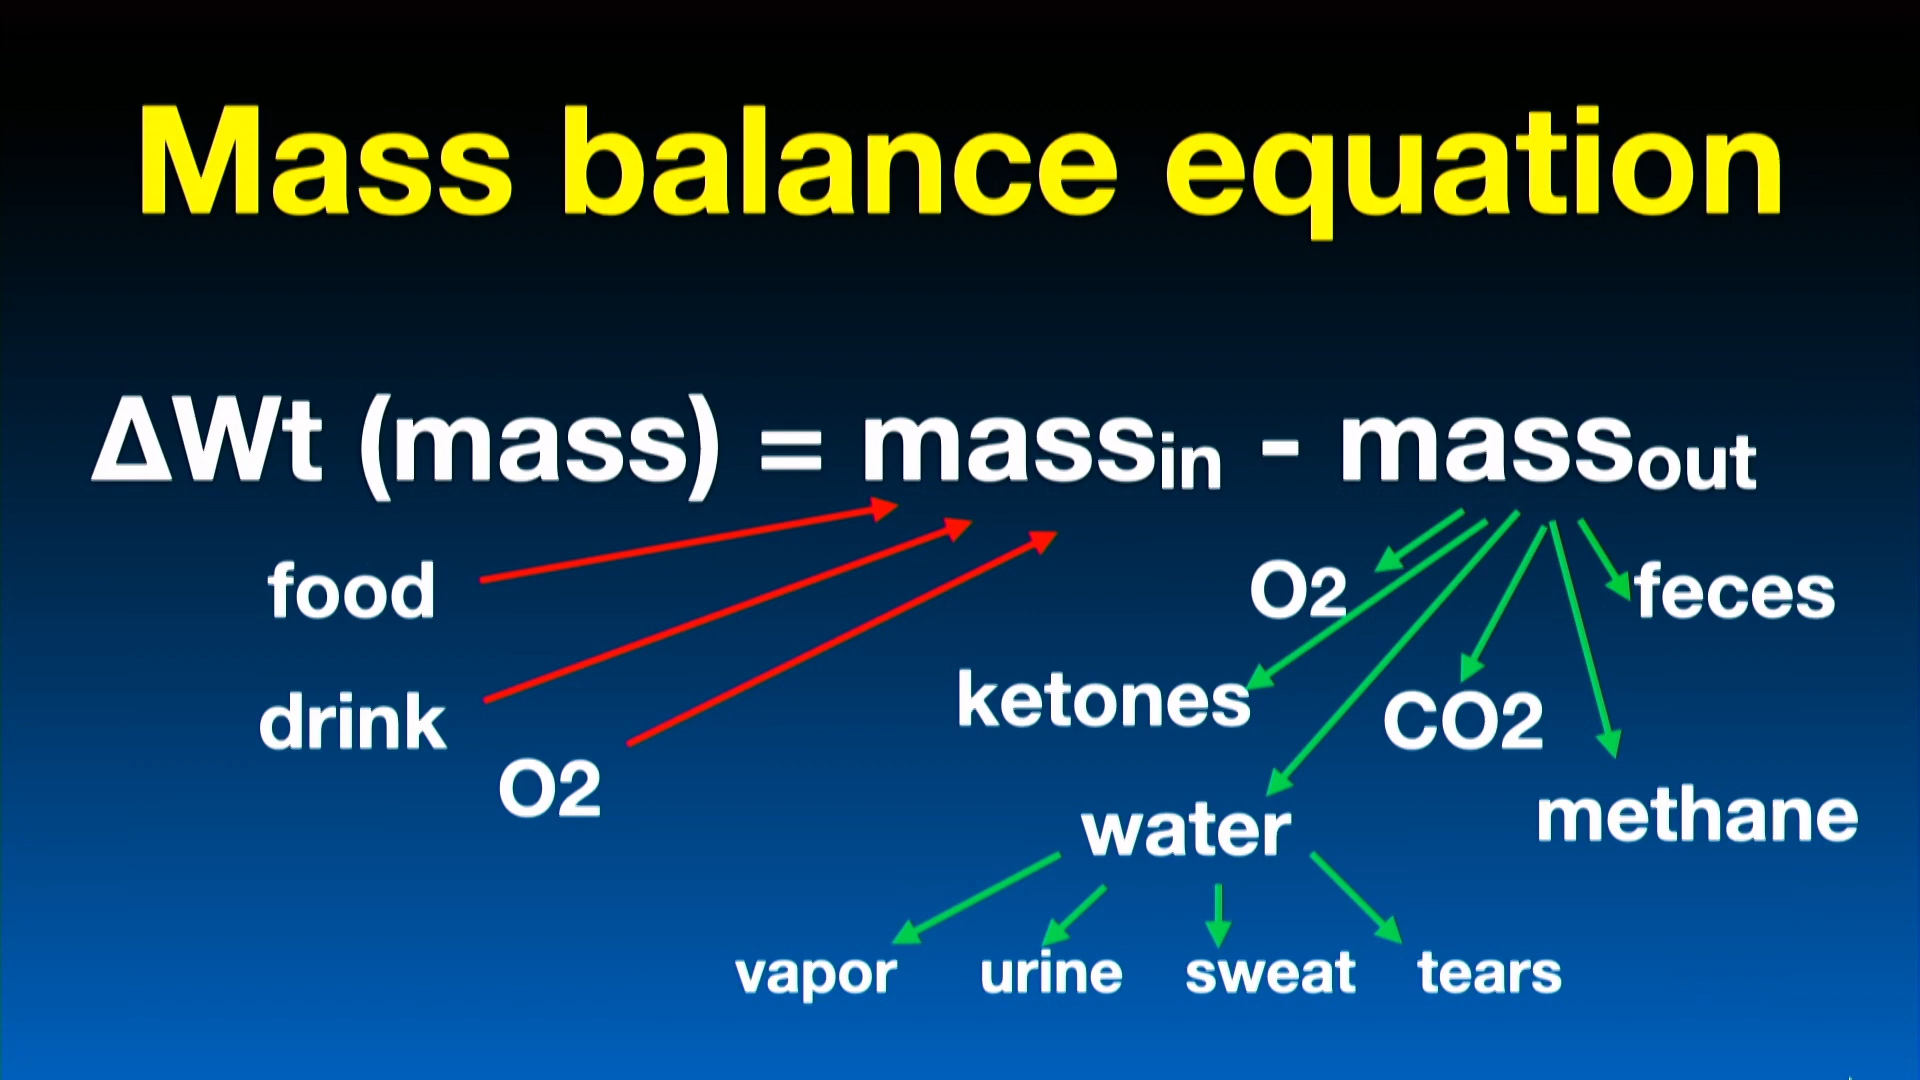 Mass balance equation
ΔWt (mass) = massin - massout
food
drink
O2
O2
feces
ketones
CO2
water
methane
vapor urine sweat tears